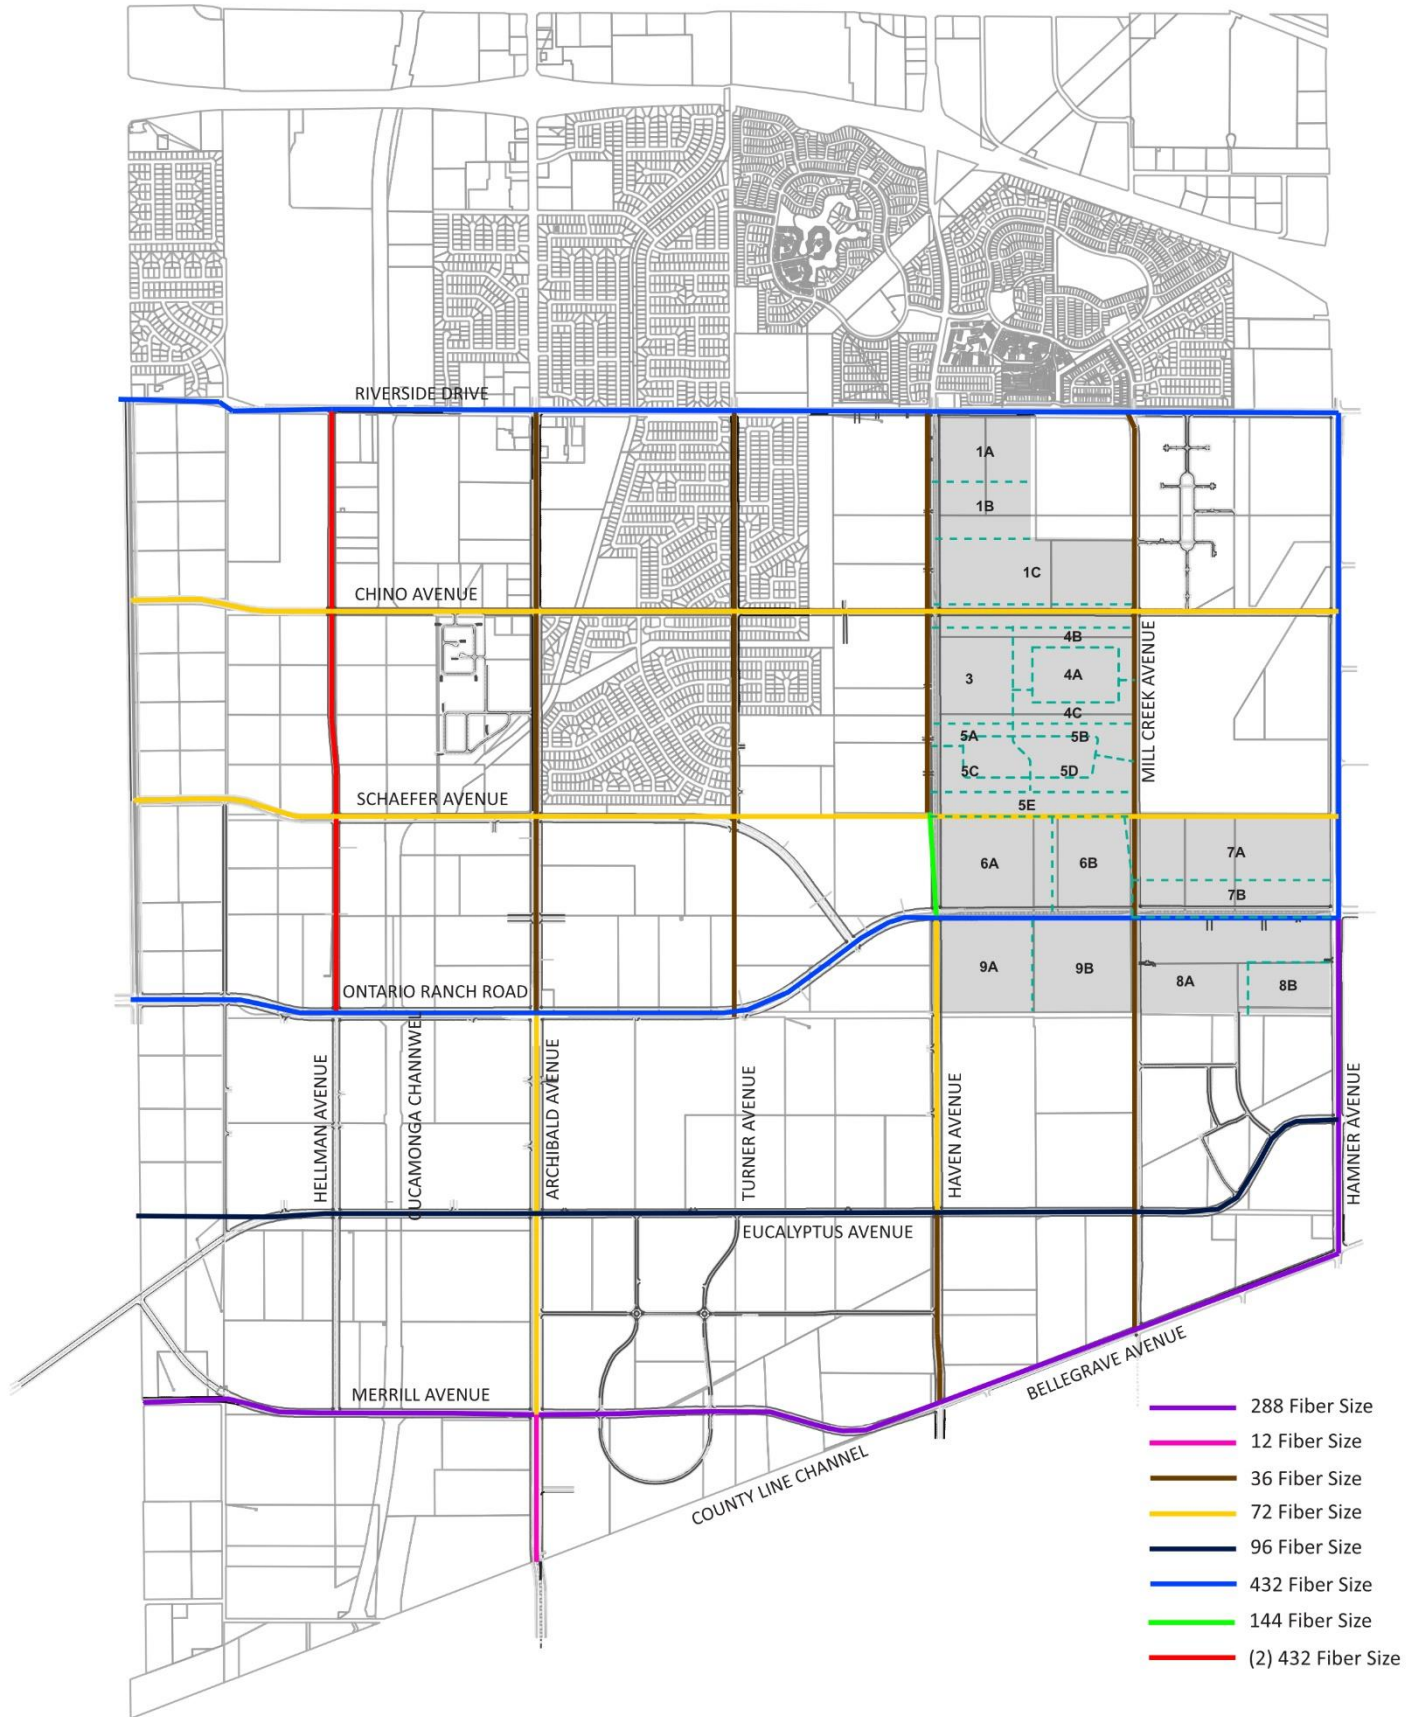 RIVERSIDE DRIVE
1A
1B
1C
CHINO AVENUE
4B
3
4A
4C
5A
5B
5C
5D
5E
MILL CREEK AVENUE
SCHAEFER AVENUE
6A
6B
7A
7B
9A
9B
8A
8B
ONTARIO RANCH ROAD
HELLMAN AVENUE
CUCAMONGA CHANNWEL
ARCHIBALD AVENUE
TURNER AVENUE
HAVEN AVENUE
HAMNER AVENUE
EUCALYPTUS AVENUE
MERRILL AVENUE
BELLEGRAVE AVENUE
COUNTY LINE CHANNEL
288 Fiber Size
12 Fiber Size
36 Fiber Size
72 Fiber Size
96 Fiber Size
432 Fiber Size
144 Fiber Size
(2) 432 Fiber Size